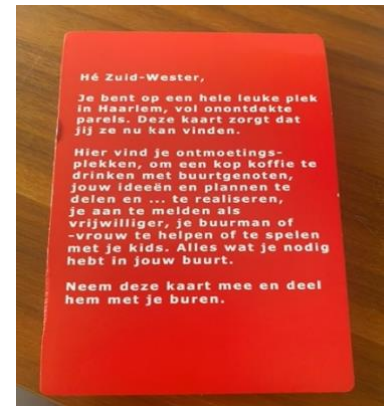 Hé Zuid-Wester,
Je bent op een hele leuke plek
in Haarlem, vol onontdekte
parels. Deze kaart zorgt dat
jij ze nu kan vinden.
Hier vind je ontmoetings-
plekken, om een kop koffie te
drinken met buurtgenoten,
jouw ideeën en plannen te
delen en ... te realiseren,
je aan te melden als
vrijwilliger, je buurman of
-vrouw te helpen of te spelen
met je kids. Alles wat je nodig
hebt in jouw buurt.
Neem deze kaart mee en deel
hem met je buren.